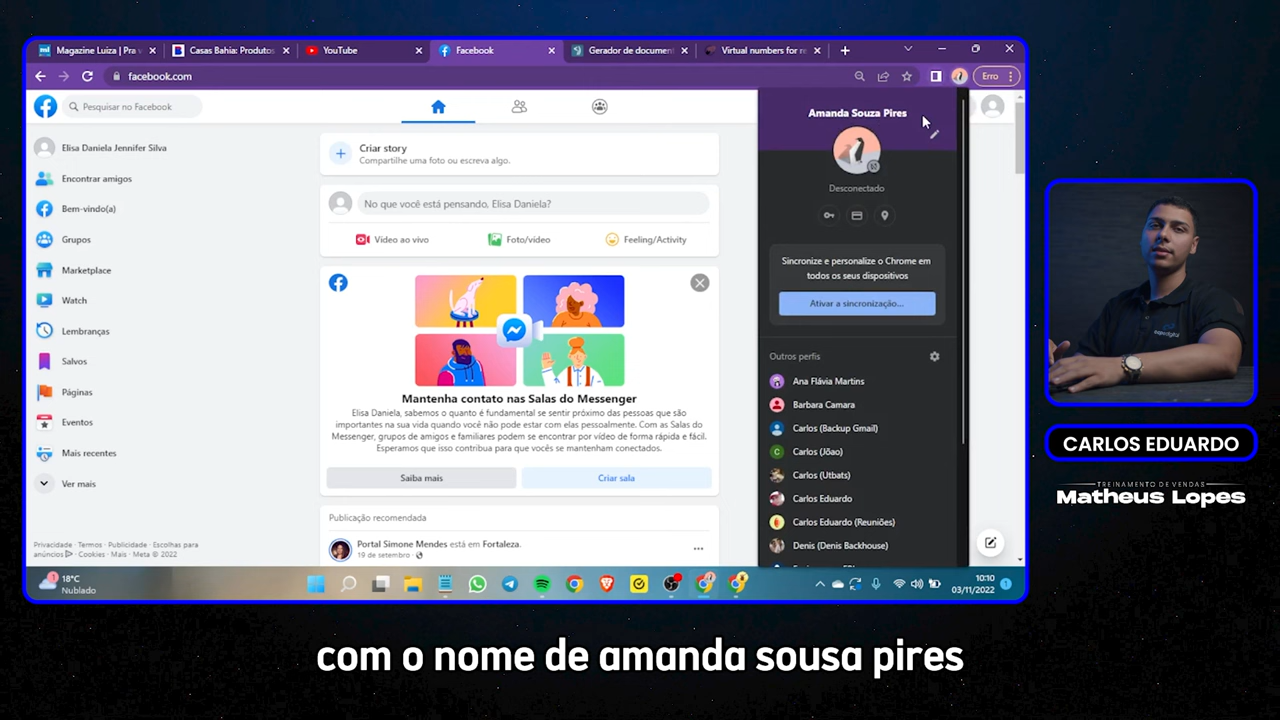 Magazine Luiza | Pra v
Casas Bahia: Produtos
YouTube
Facebook
Gerador de document
Virtual numbers for re
facebook.com
Erro
Pesquisar no Facebook
Elisa Daniela Jennifer Silva
Encontrar amigos
Bem-vindo(a)
Grupos
Marketplace
Watch
Lembranças
Salvos
Páginas
Eventos
Mais recentes
Ver mais
Privacidade · Termos · Publicidade · Escolhas para
anúncios · Cookies · Mais · Meta © 2022
Criar story
Compartilhe uma foto ou escreva algo.
No que você está pensando, Elisa Daniela?
Vídeo ao vivo
Foto/vídeo
Feeling/Activity
Mantenha contato nas Salas do Messenger
Elisa Daniela, sabemos o quanto é fundamental se sentir próximo das pessoas que são
importantes na sua vida quando você não pode estar com elas pessoalmente. Com as Salas do
Messenger, grupos de amigos e familiares podem se encontrar por vídeo de forma rápida e fácil.
Esperamos que isso contribua para que vocês se mantenham conectados.
Saiba mais
Criar sala
Publicação recomendada
Portal Simone Mendes está em Fortaleza.
19 de setembro ·
Amanda Souza Pires
Desconectado
Sincronize e personalize o Chrome em
todos os seus dispositivos
Ativar a sincronização...
Outros perfis
Ana Flávia Martins
Barbara Camara
Carlos (Backup Gmail)
Carlos (Jõao)
Carlos (Utbats)
Carlos Eduardo
Carlos Eduardo (Reuniões)
Denis (Denis Backhouse)
1
18°C
Nublado
10:10
03/11/2022
1
CARLOS EDUARDO
TREINAMENTO DE VENDAS
Matheus Lopes
com o nome de amanda sousa pires